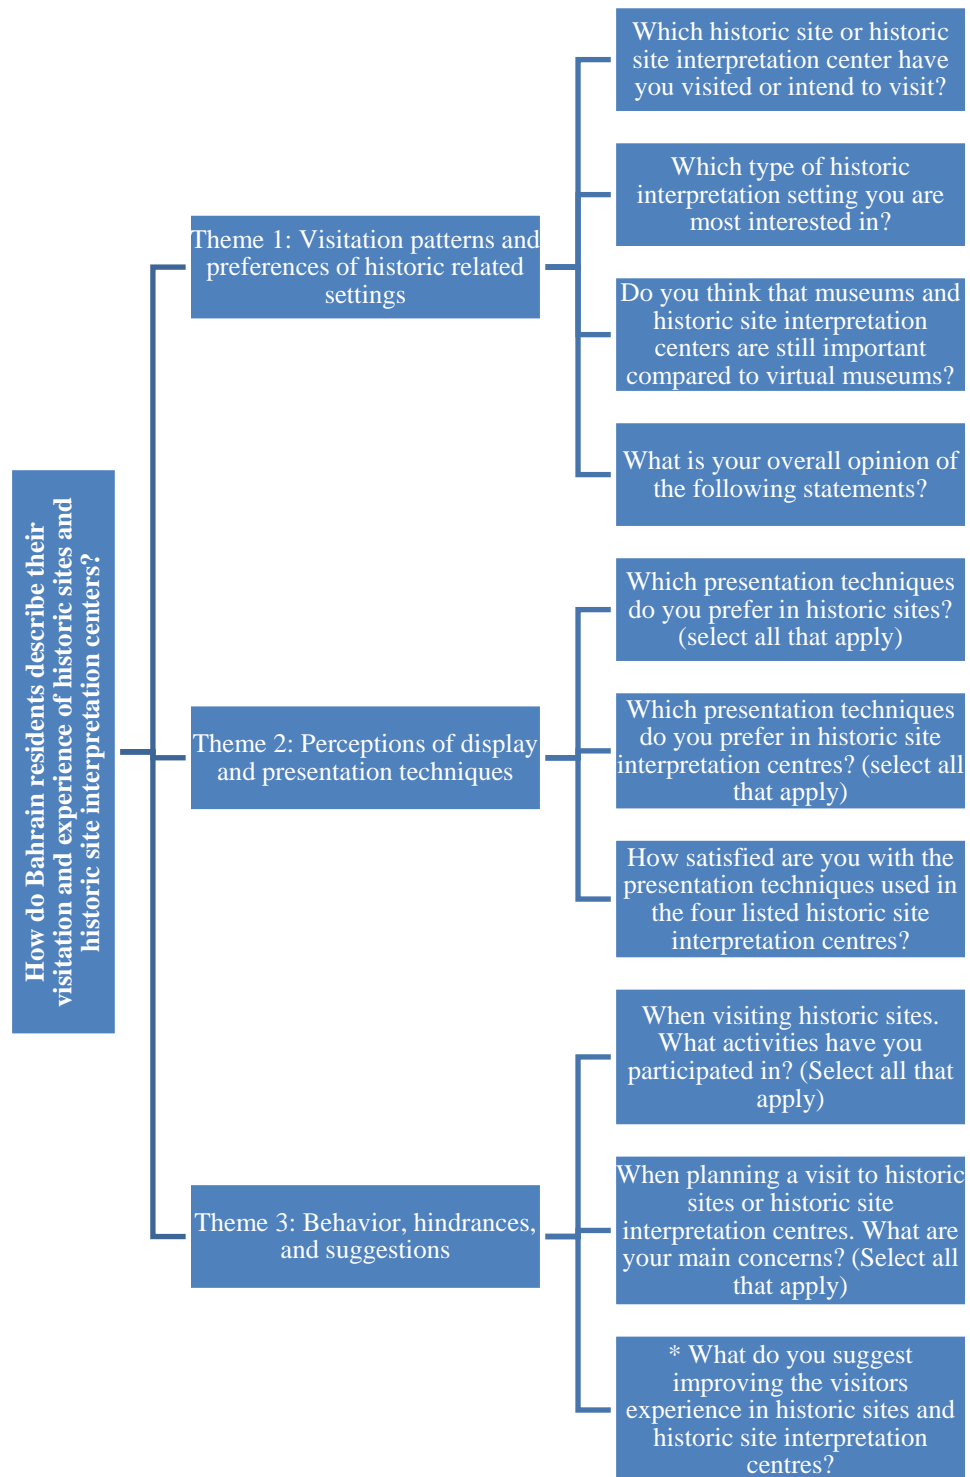 How do Bahrain residents describe their
visitation and experience of historic sites and
historic site interpretation centers?
Theme 1: Visitation patterns and
preferences of historic related
settings
Which historic site or historic
site interpretation center have
you visited or intend to visit?
Which type of historic
interpretation setting you are
most interested in?
Do you think that museums and
historic site interpretation
centers are still important
compared to virtual museums?
What is your overall opinion of
the following statements?
Theme 2: Perceptions of display
and presentation techniques
Which presentation techniques
do you prefer in historic sites?
(select all that apply)
Which presentation techniques
do you prefer in historic site
interpretation centres? (select all
that apply)
How satisfied are you with the
presentation techniques used in
the four listed historic site
interpretation centres?
Theme 3: Behavior, hindrances,
and suggestions
When visiting historic sites.
What activities have you
participated in? (Select all that
apply)
When planning a visit to historic
sites or historic site
interpretation centres. What are
your main concerns? (Select all
that apply)
* What do you suggest
improving the visitors
experience in historic sites and
historic site interpretation
centres?